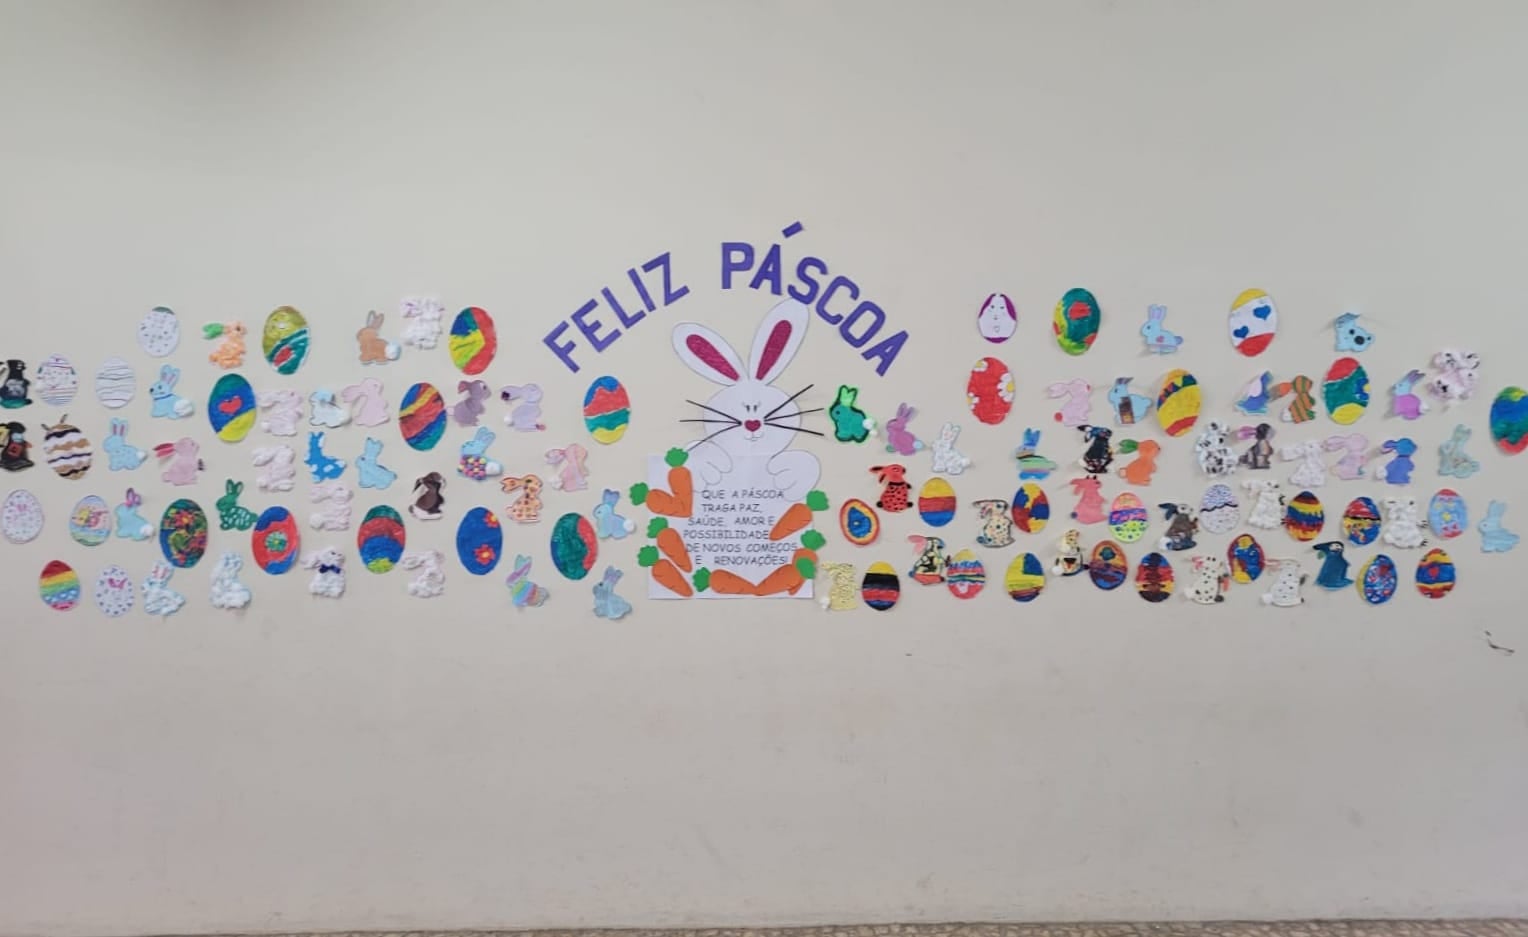 FELIZ PÁSCOA
QUE A PÁSCOA
TRAGA PAZ,
SAÚDE, AMOR E
POSSIBILIDADE
DE NOVOS COMEÇOS
E RENOVAÇÕES!